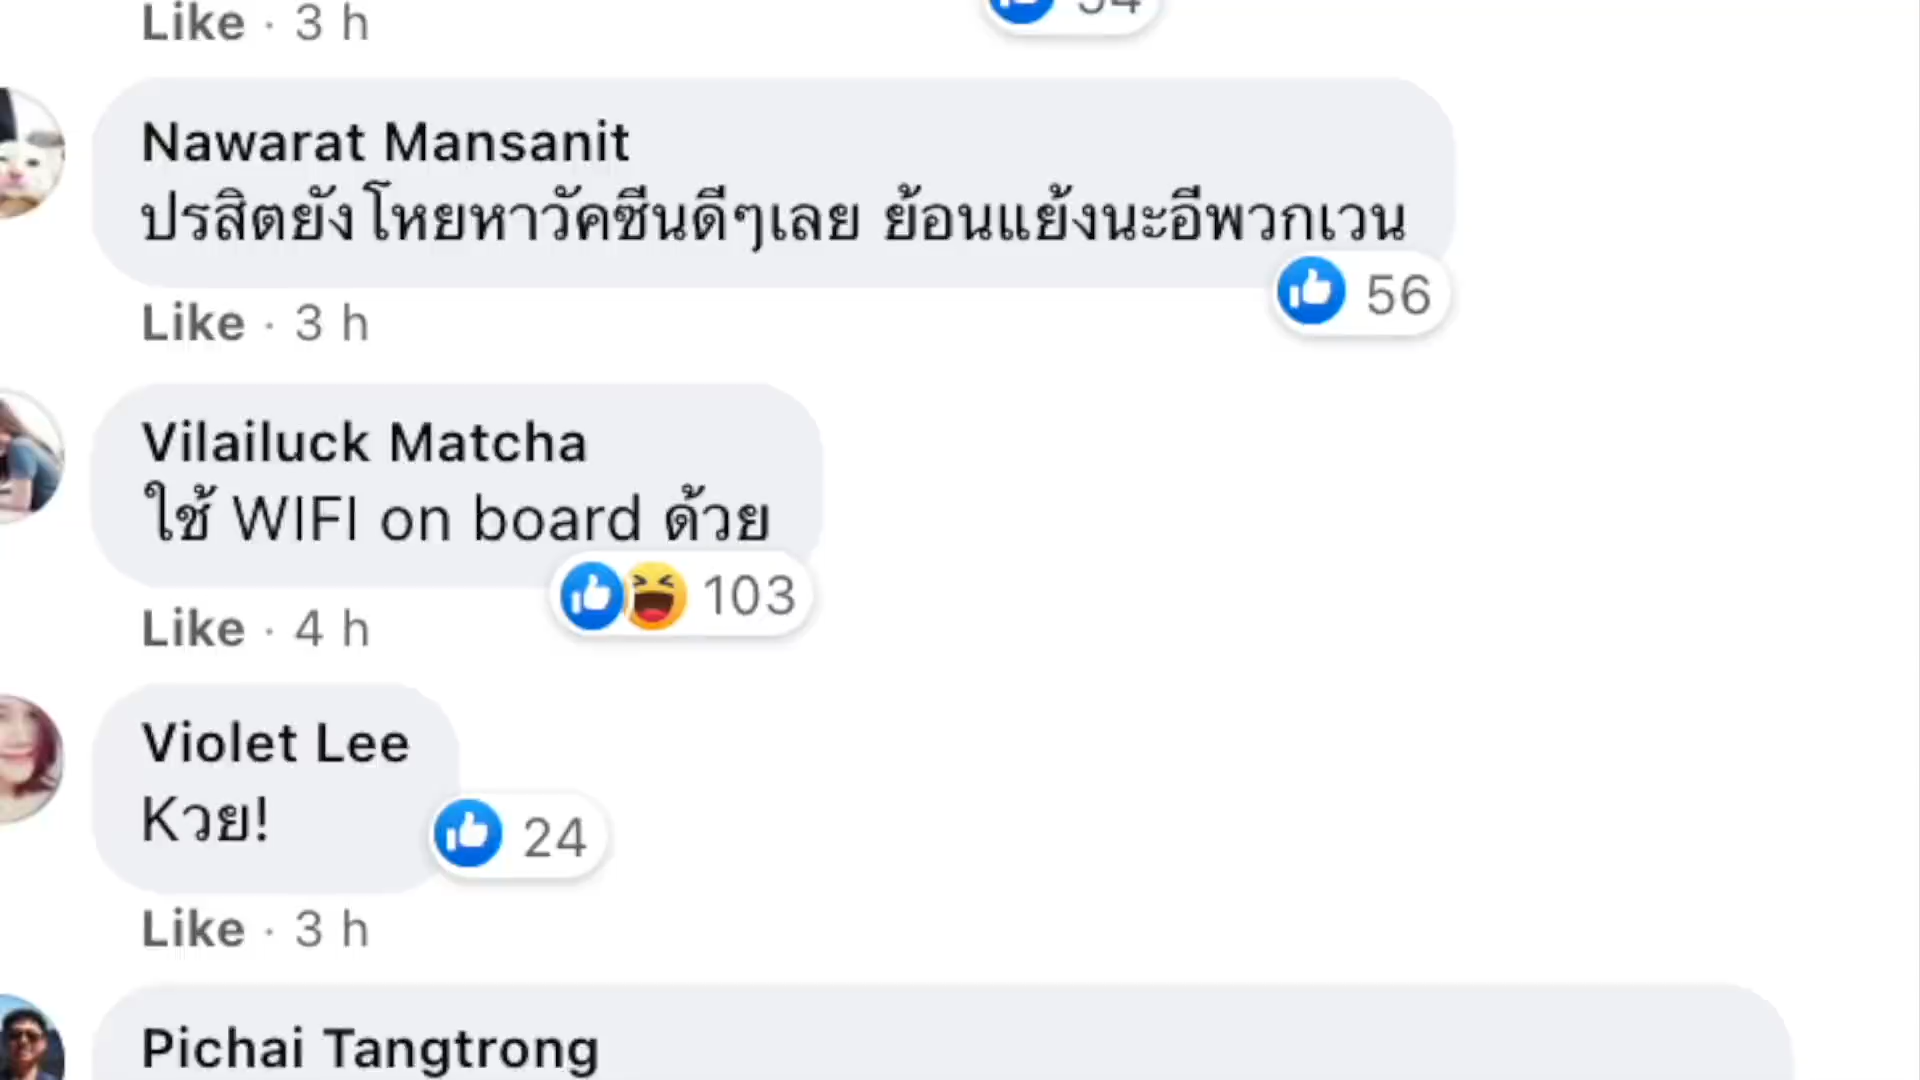 Like · 3 h
Nawarat Mansanit
ปรสิตยังโหยหาวัคซีนดีๆเลย ย้อนแย้งนะอีพวกเวน
56
Like · 3 h
Vilailuck Matcha
ใช้ WIFI on board ด้วย
103
Like · 4 h
Violet Lee
Kวย!
24
Like · 3 h
Pichai Tangtrong